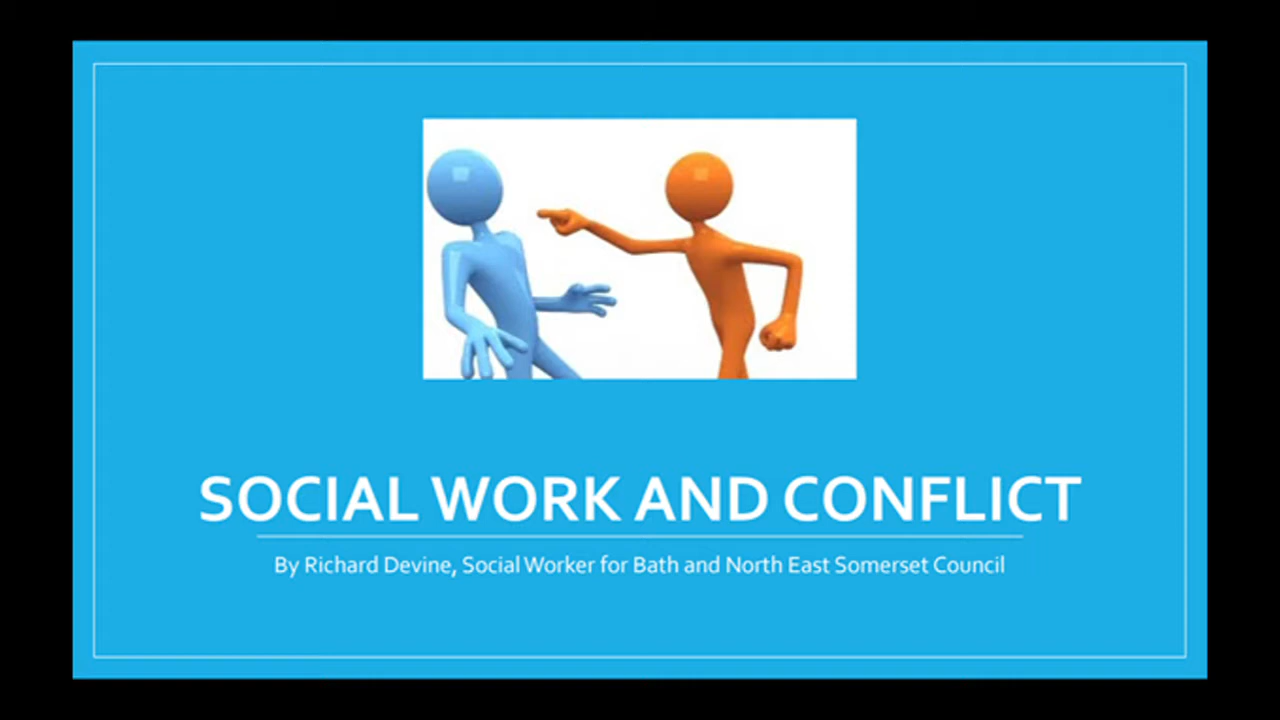 SOCIAL WORK AND CONFLICT
By Richard Devine, Social Worker for Bath and North East Somerset Council